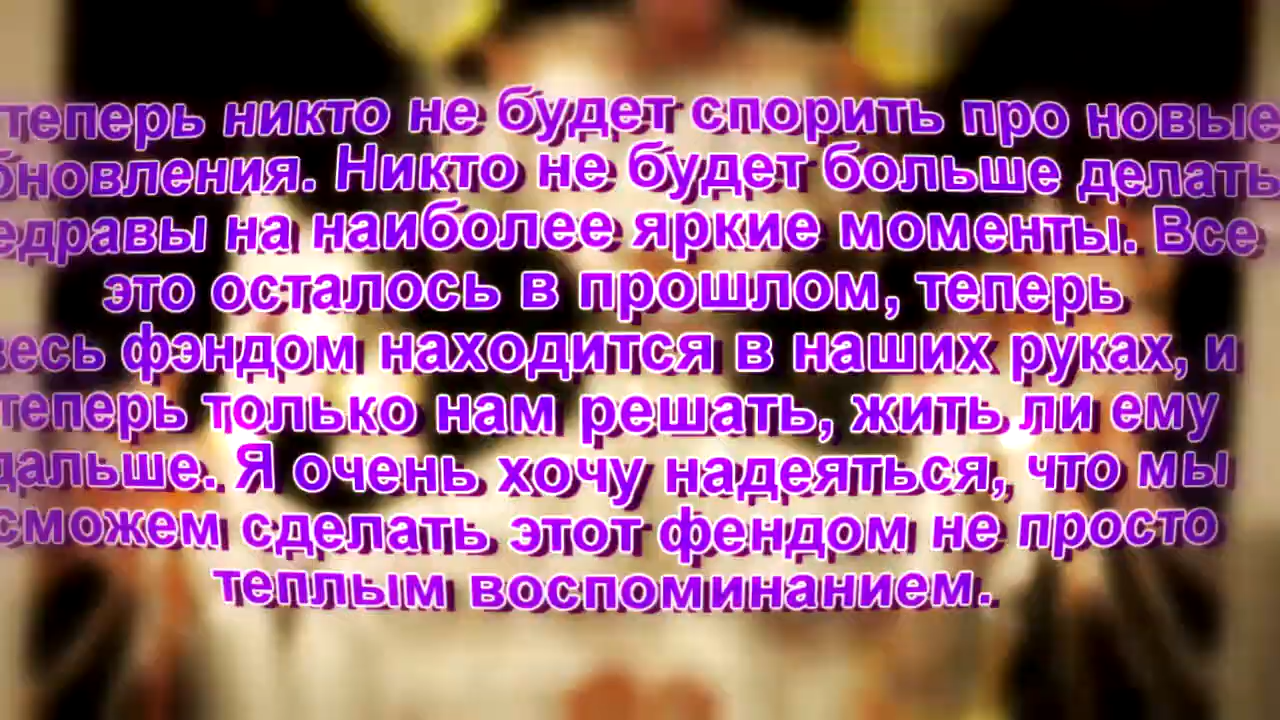 теперь никто не будет спорить про новые
бновления. Никто не будет больше делать
едравы на наиболее яркие моменты. Все
это осталось в прошлом, теперь
весь фэндом находится в наших руках, и
теперь только нам решать, жить ли ему
дальше. Я очень хочу надеяться, что мы
сможем сделать этот фендом не просто
теплым воспоминанием.